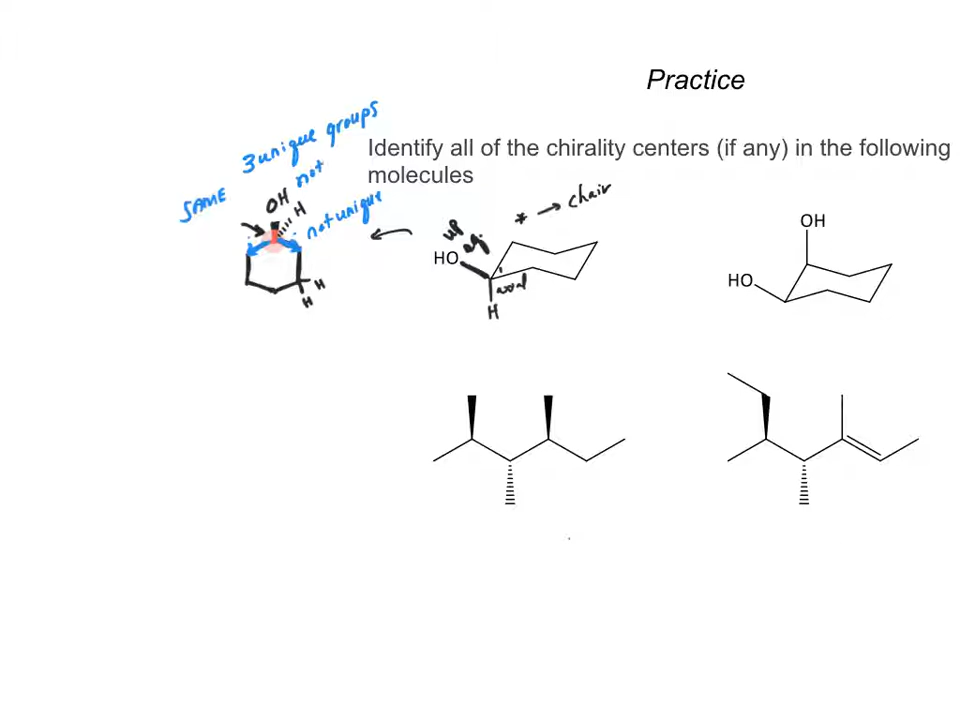 Practice
Identify all of the chirality centers (if any) in the following
molecules
3 unique groups
SAME
not
OH
H
not unique
H
H
* → chair
up
HO
axial
H
OH
HO